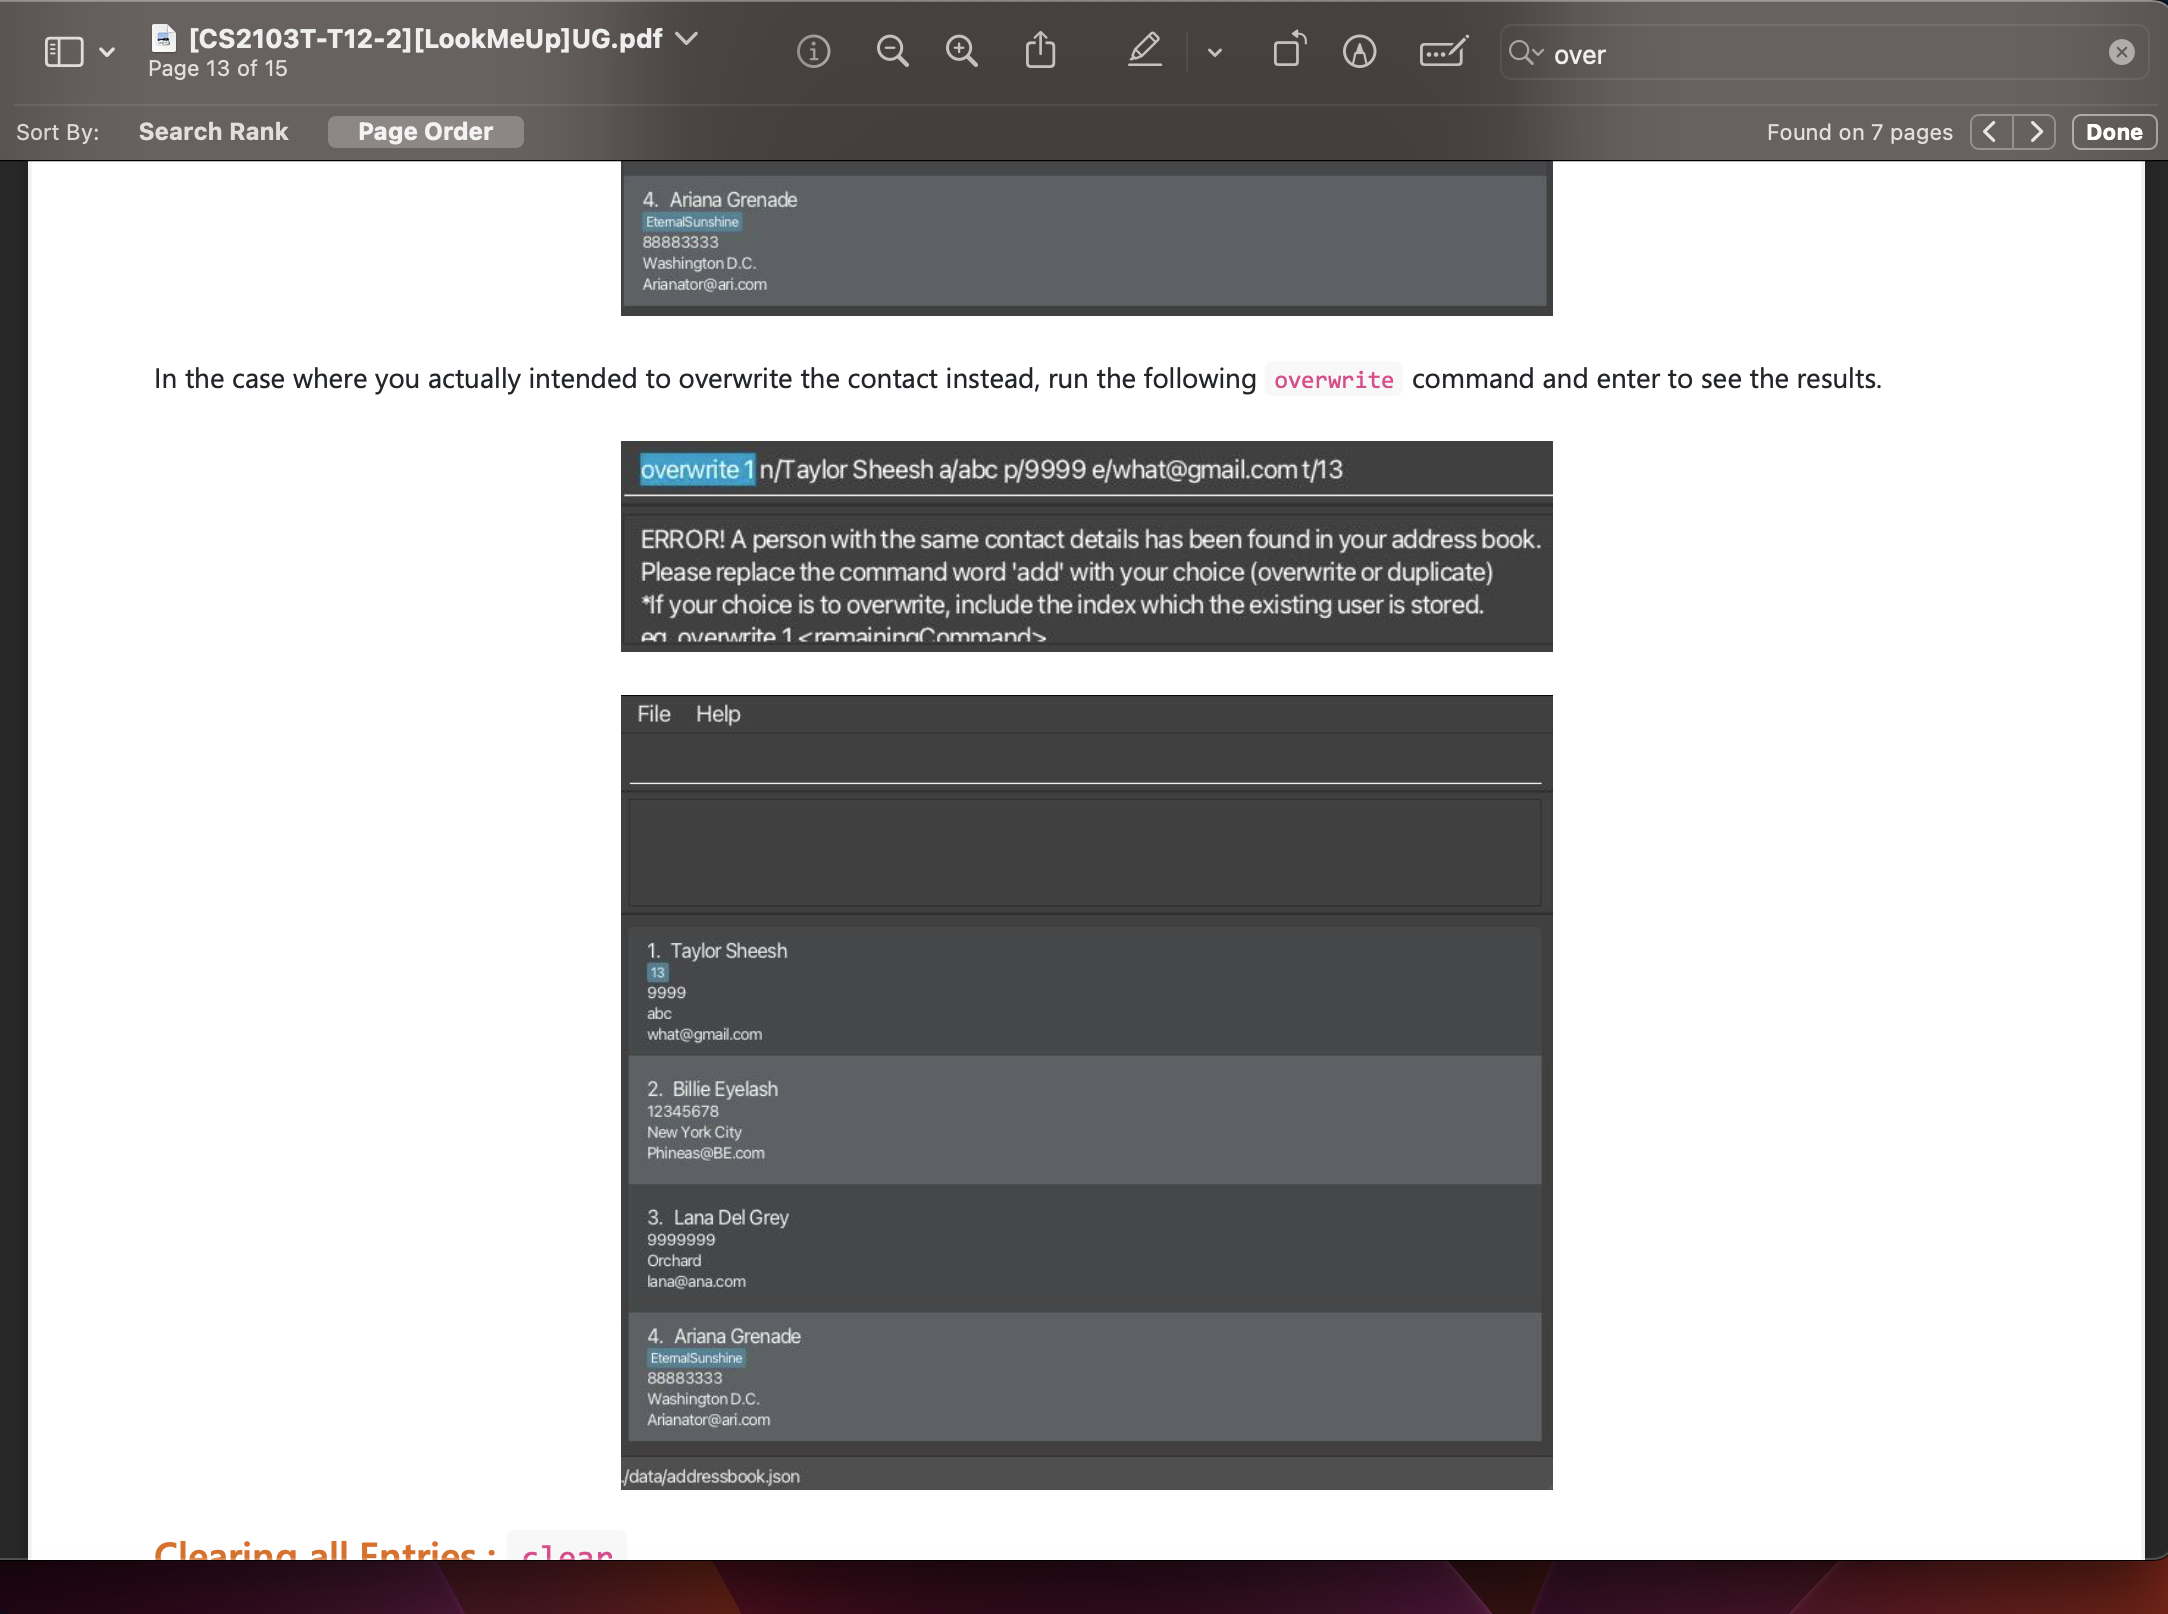 [CS2103T-T12-2][LookMeUp]UG.pdf
Page 13 of 15
over
Sort By:
Search Rank
Page Order
Found on 7 pages
Done
4. Ariana Grenade
EternalSunshine
88883333
Washington D.C.
Arianator@ari.com
In the case where you actually intended to overwrite the contact instead, run the following overwrite command and enter to see the results.
overwrite 1 n/Taylor Sheesh a/abc p/9999 e/what@gmail.com t/13
ERROR! A person with the same contact details has been found in your address book.
Please replace the command word 'add' with your choice (overwrite or duplicate)
*If your choice is to overwrite, include the index which the existing user is stored.
eg. overwrite 1 <remainingCommand>
File Help
1. Taylor Sheesh
13
9999
abc
what@gmail.com
2. Billie Eyelash
12345678
New York City
Phineas@BE.com
3. Lana Del Grey
9999999
Orchard
lana@ana.com
4. Ariana Grenade
EternalSunshine
88883333
Washington D.C.
Arianator@ari.com
./data/addressbook.json
Clearing all Entries : clear